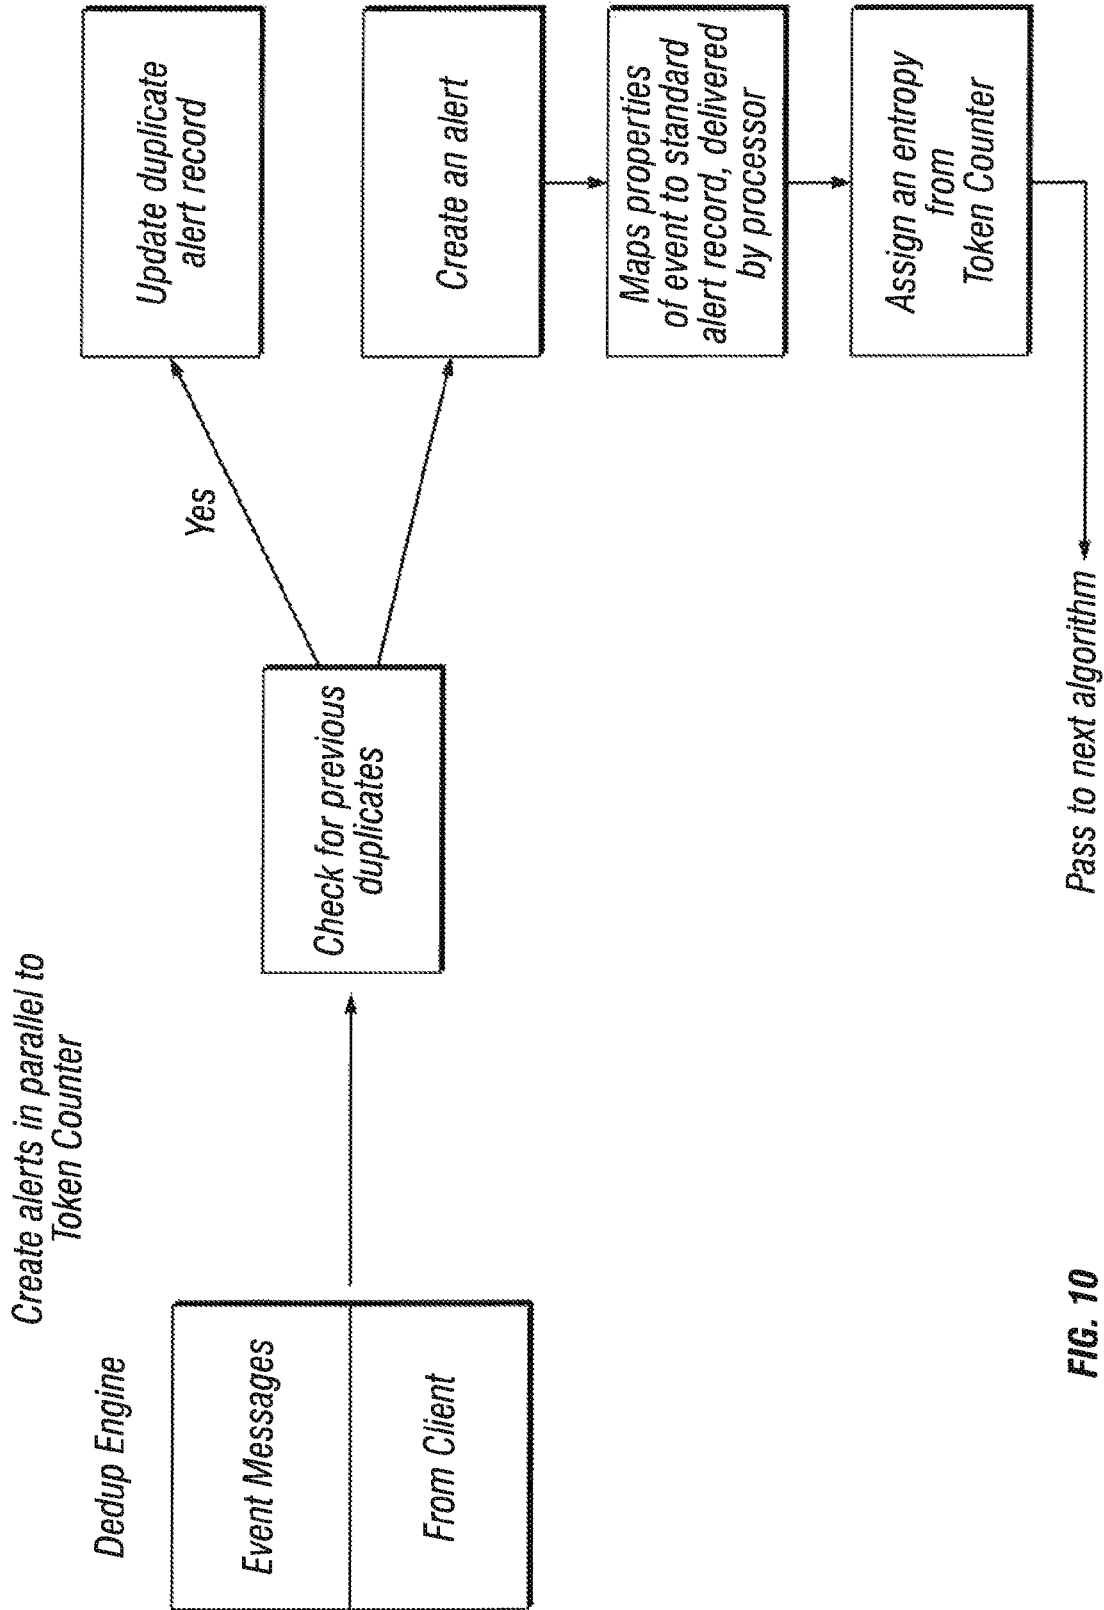 Create alerts in parallel to
Token Counter
Dedup Engine
Event Messages
From Client
Check for previous
duplicates
Yes
Update duplicate
alert record
Create an alert
Maps properties
of event to standard
alert record, delivered
by processor
Assign an entropy
from
Token Counter
Pass to next algorithm
FIG. 10